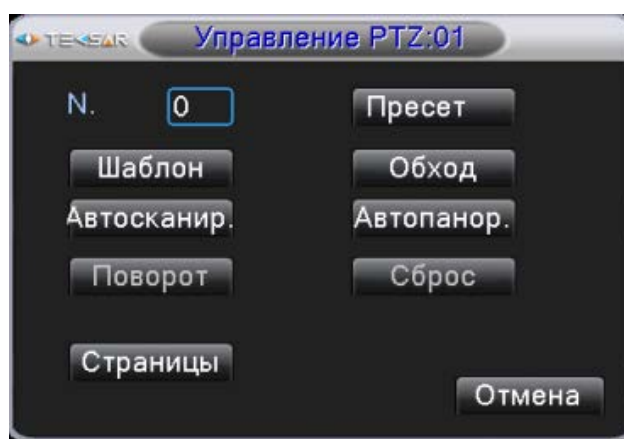 TEKSAR Управление PTZ:01
N. 0 Пресет
Шаблон Обход
Автосканир. Автопанор.
Поворот Сброс
Страницы
Отмена